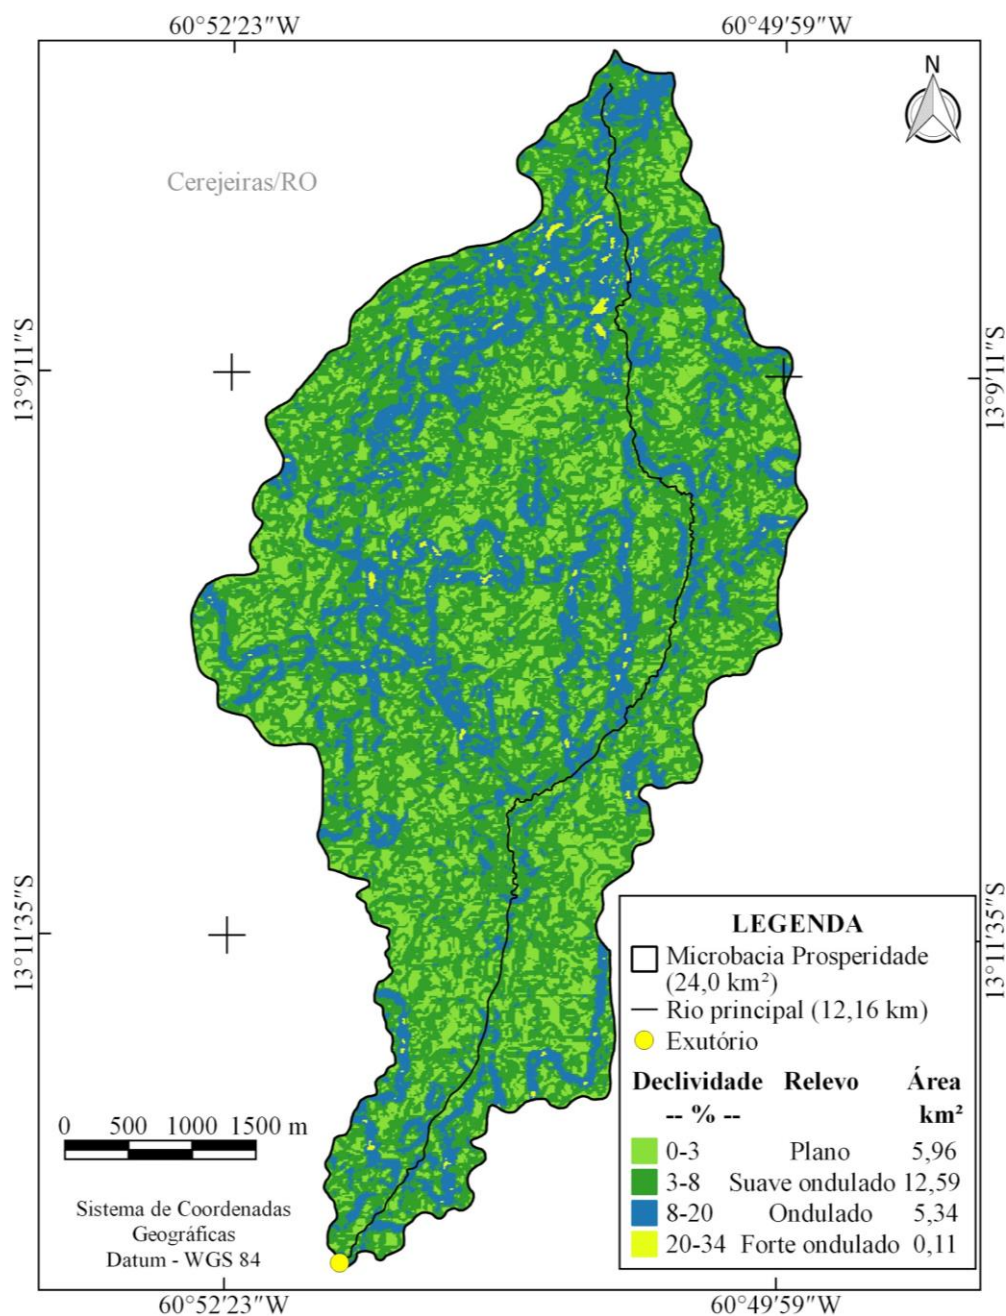 60°52'23"W 60°49'59"W
N
Cerejeiras/RO
13°9'11"S 13°9'11"S
13°11'35"S 13°11'35"S
LEGENDA
Microbacia Prosperidade
(24,0 km²)
Rio principal (12,16 km)
Exutório
Declividade Relevo Área
-- % -- km²
0-3 Plano 5,96
3-8 Suave ondulado 12,59
8-20 Ondulado 5,34
20-34 Forte ondulado 0,11
0 500 1000 1500 m
Sistema de Coordenadas
Geográficas
Datum - WGS 84
60°52'23"W 60°49'59"W